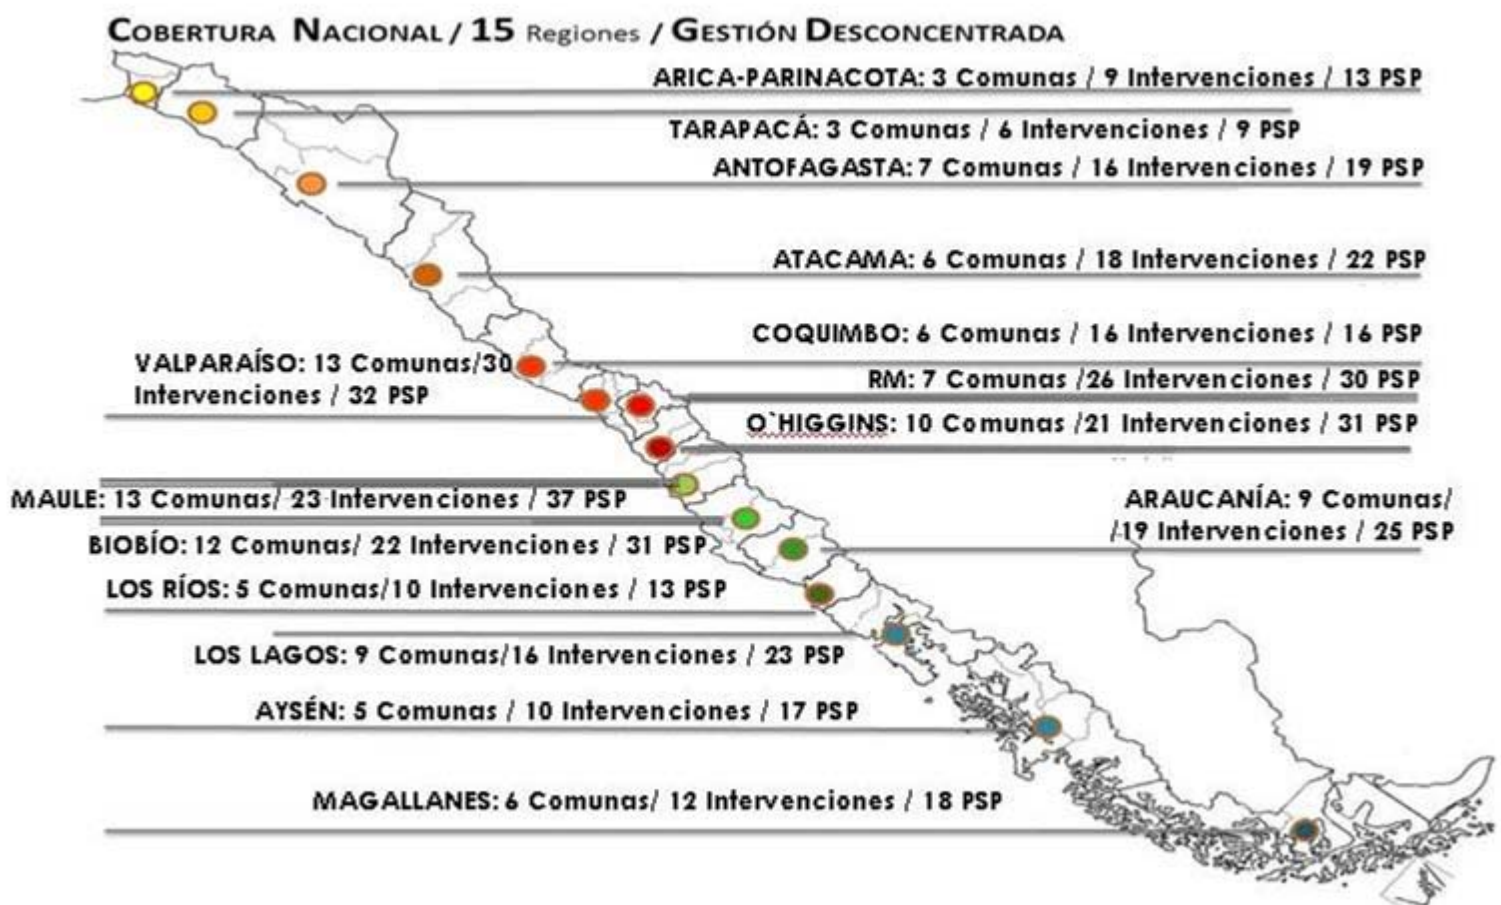 COBERTURA NACIONAL / 15 Regiones / GESTIÓN DESCONCENTRADA
ARICA-PARINACOTA: 3 Comunas / 9 Intervenciones / 13 PSP
TARAPACÁ: 3 Comunas / 6 Intervenciones / 9 PSP
ANTOFAGASTA: 7 Comunas / 16 Intervenciones / 19 PSP
ATACAMA: 6 Comunas / 18 Intervenciones / 22 PSP
COQUIMBO: 6 Comunas / 16 Intervenciones / 16 PSP
VALPARAÍSO: 13 Comunas/30
Intervenciones / 32 PSP
RM: 7 Comunas /26 Intervenciones / 30 PSP
O`HIGGINS: 10 Comunas /21 Intervenciones / 31 PSP
MAULE: 13 Comunas/ 23 Intervenciones / 37 PSP
ARAUCANÍA: 9 Comunas/
/19 Intervenciones / 25 PSP
BIOBÍO: 12 Comunas/ 22 Intervenciones / 31 PSP
LOS RÍOS: 5 Comunas/10 Intervenciones / 13 PSP
LOS LAGOS: 9 Comunas/16 Intervenciones / 23 PSP
AYSÉN: 5 Comunas / 10 Intervenciones / 17 PSP
MAGALLANES: 6 Comunas/ 12 Intervenciones / 18 PSP